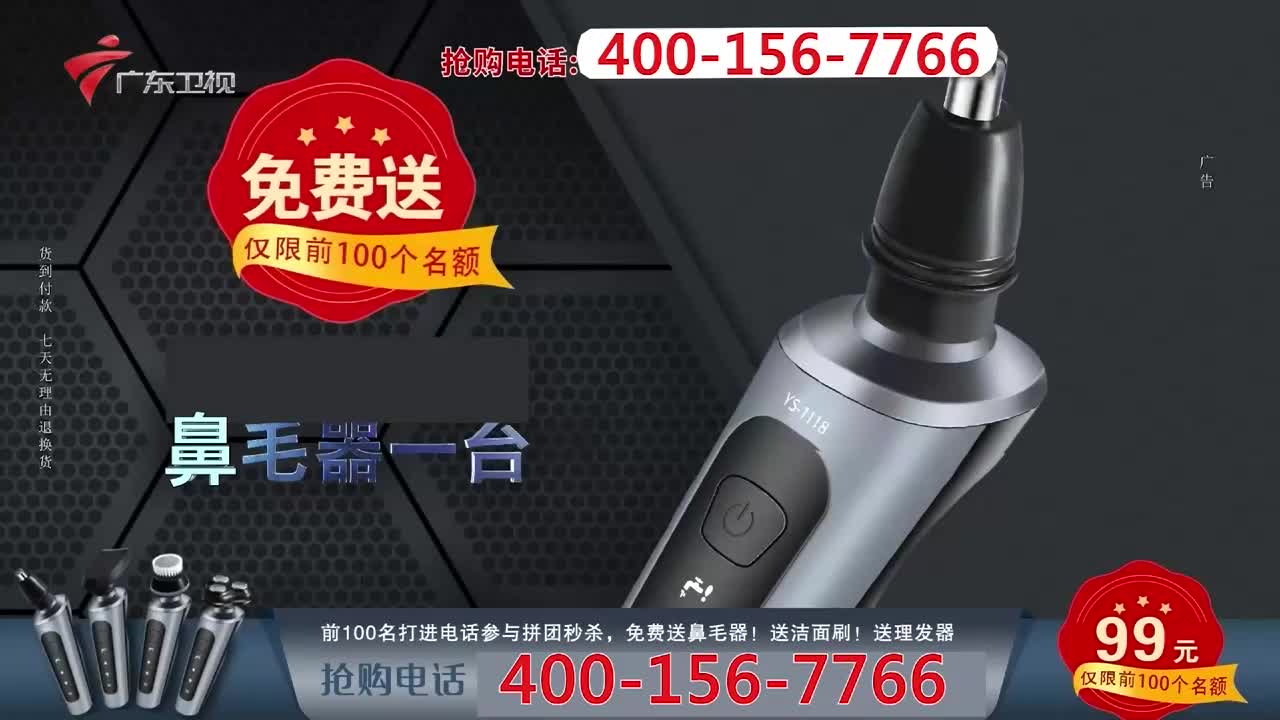 抢购电话: 400-156-7766
广东卫视
免费送
仅限前100个名额
广告
货到付款 七天无理由退换货
鼻毛器一台
YS-1118
前100名打进电话参与拼团秒杀，免费送鼻毛器！送洁面刷！送理发器
抢购电话 400-156-7766
99元
仅限前100个名额